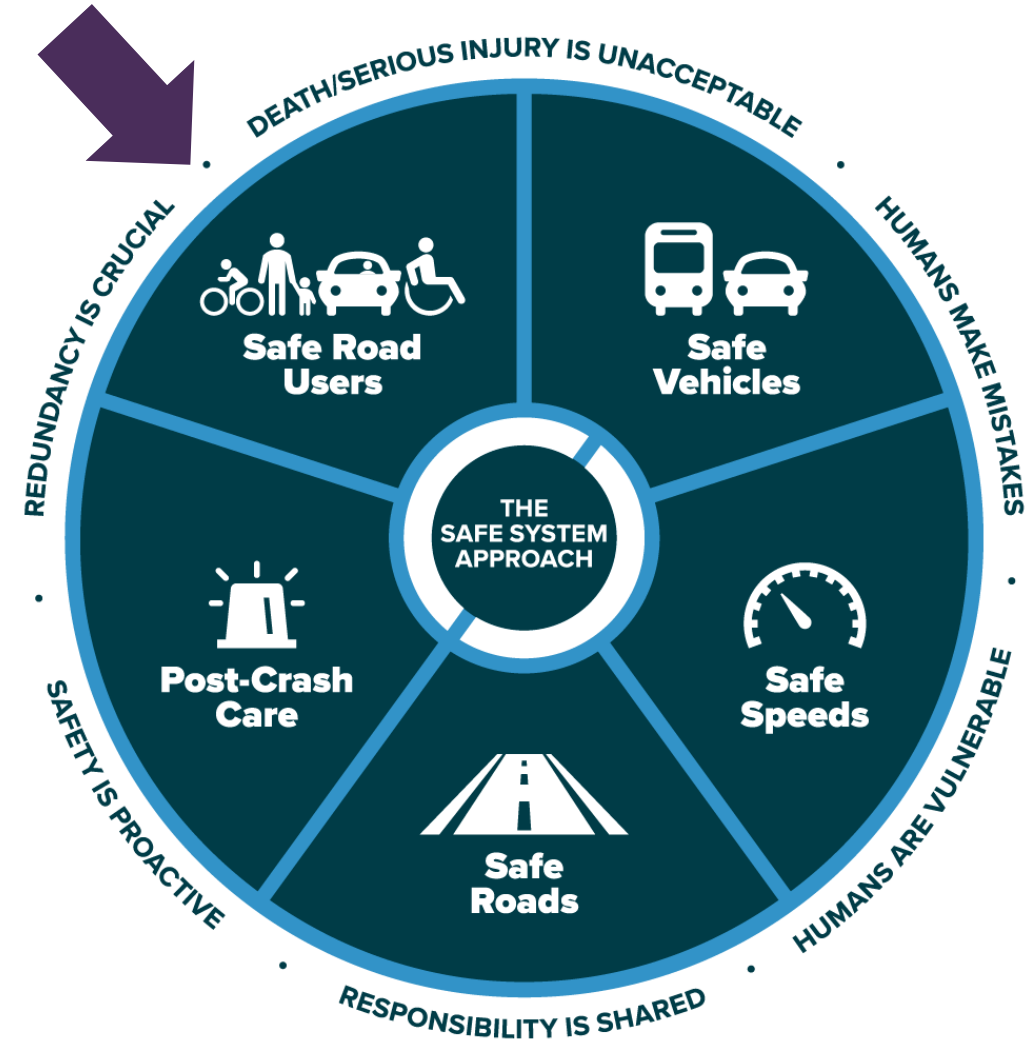 DEATH/SERIOUS INJURY IS UNACCEPTABLE
HUMANS MAKE MISTAKES
HUMANS ARE VULNERABLE
RESPONSIBILITY IS SHARED
SAFETY IS PROACTIVE
REDUNDANCY IS CRUCIAL
Safe Road
Users
Safe
Vehicles
Safe
Speeds
Safe
Roads
Post-Crash
Care
THE
SAFE SYSTEM
APPROACH